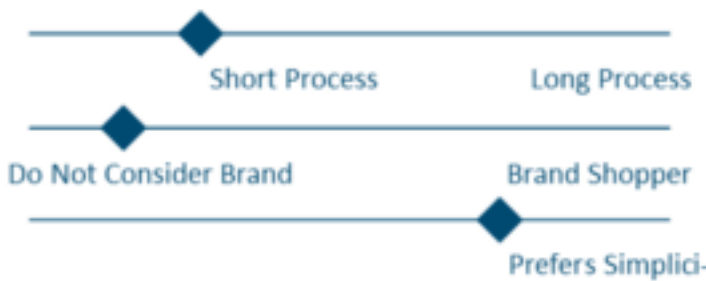 Short Process Long Process
Do Not Consider Brand Brand Shopper
Prefers Simplici-